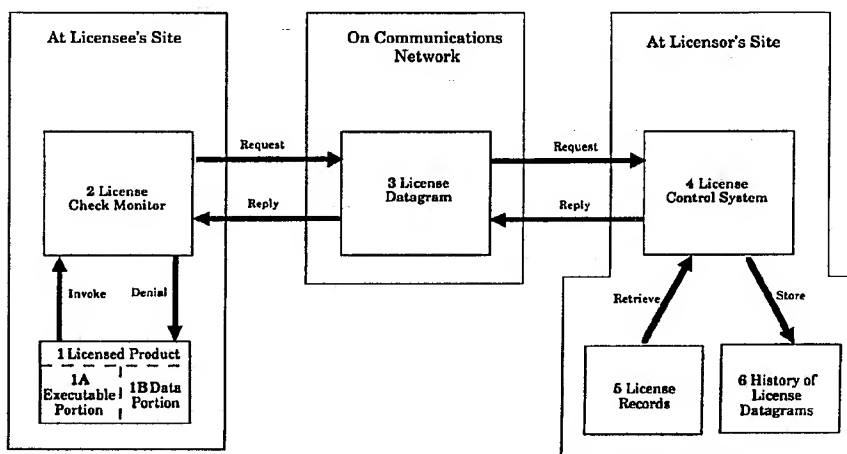 At Licensee's Site
On Communications
Network
At Licensor's Site
Request
Request
2 License
Check Monitor
3 License
Datagram
4 License
Control System
Reply
Reply
Invoke
Denial
Retrieve
Store
1 Licensed Product
1A
Executable
Portion
1B Data
Portion
5 License
Records
6 History of
License
Datagrams